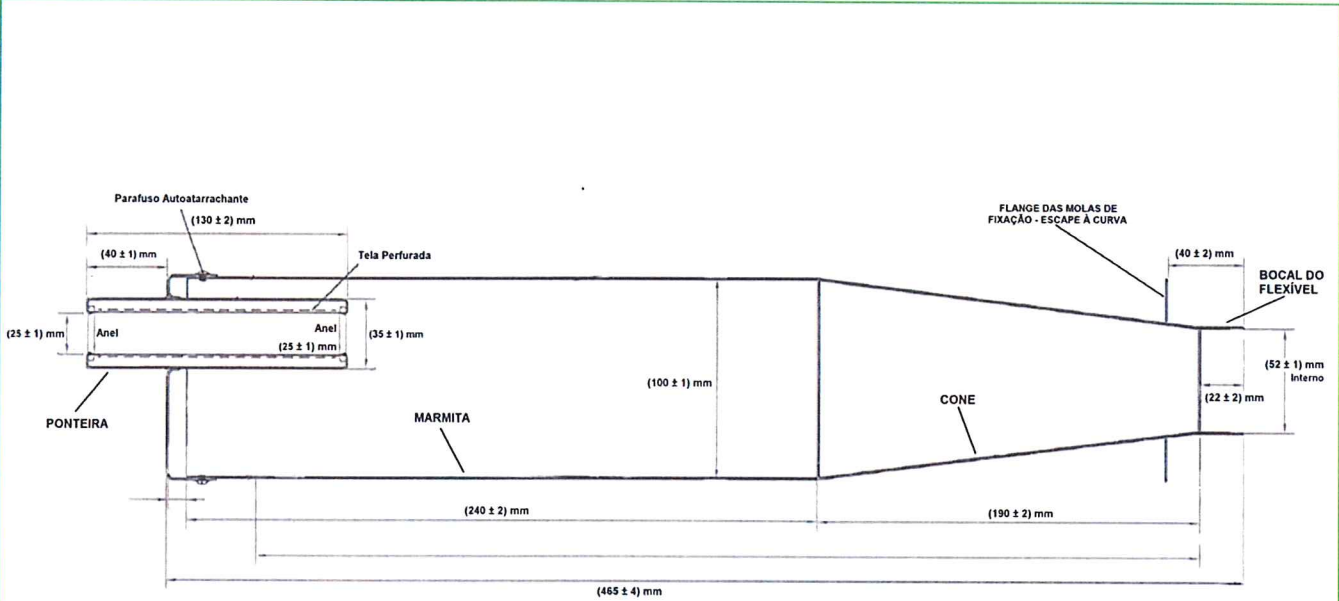 Parafuso Autoatarrachante
(130 ± 2) mm
(40 ± 1) mm
Tela Perfurada
FLANGE DAS MOLAS DE
FIXAÇÃO - ESCAPE À CURVA
(40 ± 2) mm
BOCAL DO
FLEXÍVEL
(25 ± 1) mm
Anel
Anel
(25 ± 1) mm
(35 ± 1) mm
(100 ± 1) mm
(52 ± 1) mm
Interno
(22 ± 2) mm
PONTEIRA
MARMITA
CONE
(240 ± 2) mm
(190 ± 2) mm
(465 ± 4) mm